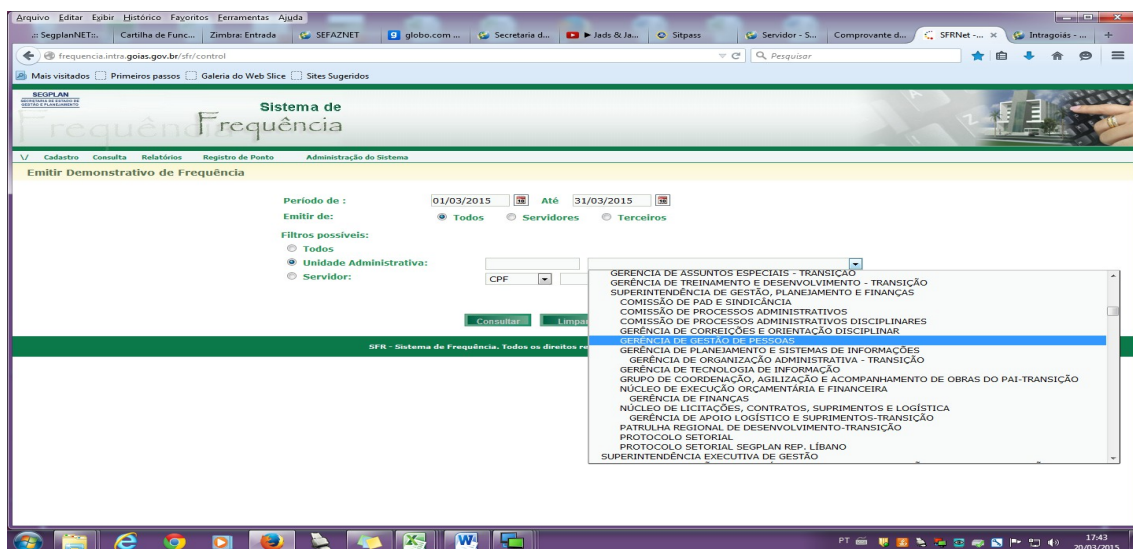 Arquivo Editar Exibir Histórico Favoritos Ferramentas Ajuda
.:: SegplanNET::. Cartilha de Func... Zimbra: Entrada SEFAZNET globo.com ... Secretaria d... ▶ Jads & Ja... Sitpass Servidor - S... Comprovante d... SFRNet -... × Intragoiás - ... +
frequencia.intra.goias.gov.br/sfr/control Pesquisar
Mais visitados Primeiros passos Galeria do Web Slice Sites Sugeridos
SEGPLAN
SECRETARIA DE ESTADO DE
GESTÃO E PLANEJAMENTO
Sistema de
Frequência
\/ Cadastro Consulta Relatórios Registro de Ponto Administração do Sistema
Emitir Demonstrativo de Frequência
Período de : 01/03/2015 Até 31/03/2015
Emitir de: Todos Servidores Terceiros
Filtros possíveis:
Todos
Unidade Administrativa:
Servidor: CPF
GERÊNCIA DE ASSUNTOS ESPECIAIS - TRANSIÇÃO
GERÊNCIA DE TREINAMENTO E DESENVOLVIMENTO - TRANSIÇÃO
SUPERINTENDÊNCIA DE GESTÃO, PLANEJAMENTO E FINANÇAS
COMISSÃO DE PAD E SINDICÂNCIA
COMISSÃO DE PROCESSOS ADMINISTRATIVOS
COMISSÃO DE PROCESSOS ADMINISTRATIVOS DISCIPLINARES
GERÊNCIA DE CORREIÇÕES E ORIENTAÇÃO DISCIPLINAR
GERÊNCIA DE GESTÃO DE PESSOAS
GERÊNCIA DE PLANEJAMENTO E SISTEMAS DE INFORMAÇÕES
GERÊNCIA DE ORGANIZAÇÃO ADMINISTRATIVA - TRANSIÇÃO
GERÊNCIA DE TECNOLOGIA DE INFORMAÇÃO
GRUPO DE COORDENAÇÃO, AGILIZAÇÃO E ACOMPANHAMENTO DE OBRAS DO PAI-TRANSIÇÃO
NÚCLEO DE EXECUÇÃO ORÇAMENTÁRIA E FINANCEIRA
GERÊNCIA DE FINANÇAS
NÚCLEO DE LICITAÇÕES, CONTRATOS, SUPRIMENTOS E LOGÍSTICA
GERÊNCIA DE APOIO LOGÍSTICO E SUPRIMENTOS-TRANSIÇÃO
PATRULHA REGIONAL DE DESENVOLVIMENTO-TRANSIÇÃO
PROTOCOLO SETORIAL
PROTOCOLO SETORIAL SEGPLAN REP. LÍBANO
SUPERINTENDÊNCIA EXECUTIVA DE GESTÃO
Consultar Limpar
SFR - Sistema de Frequência. Todos os direitos re
PT 17:43
20/03/2015